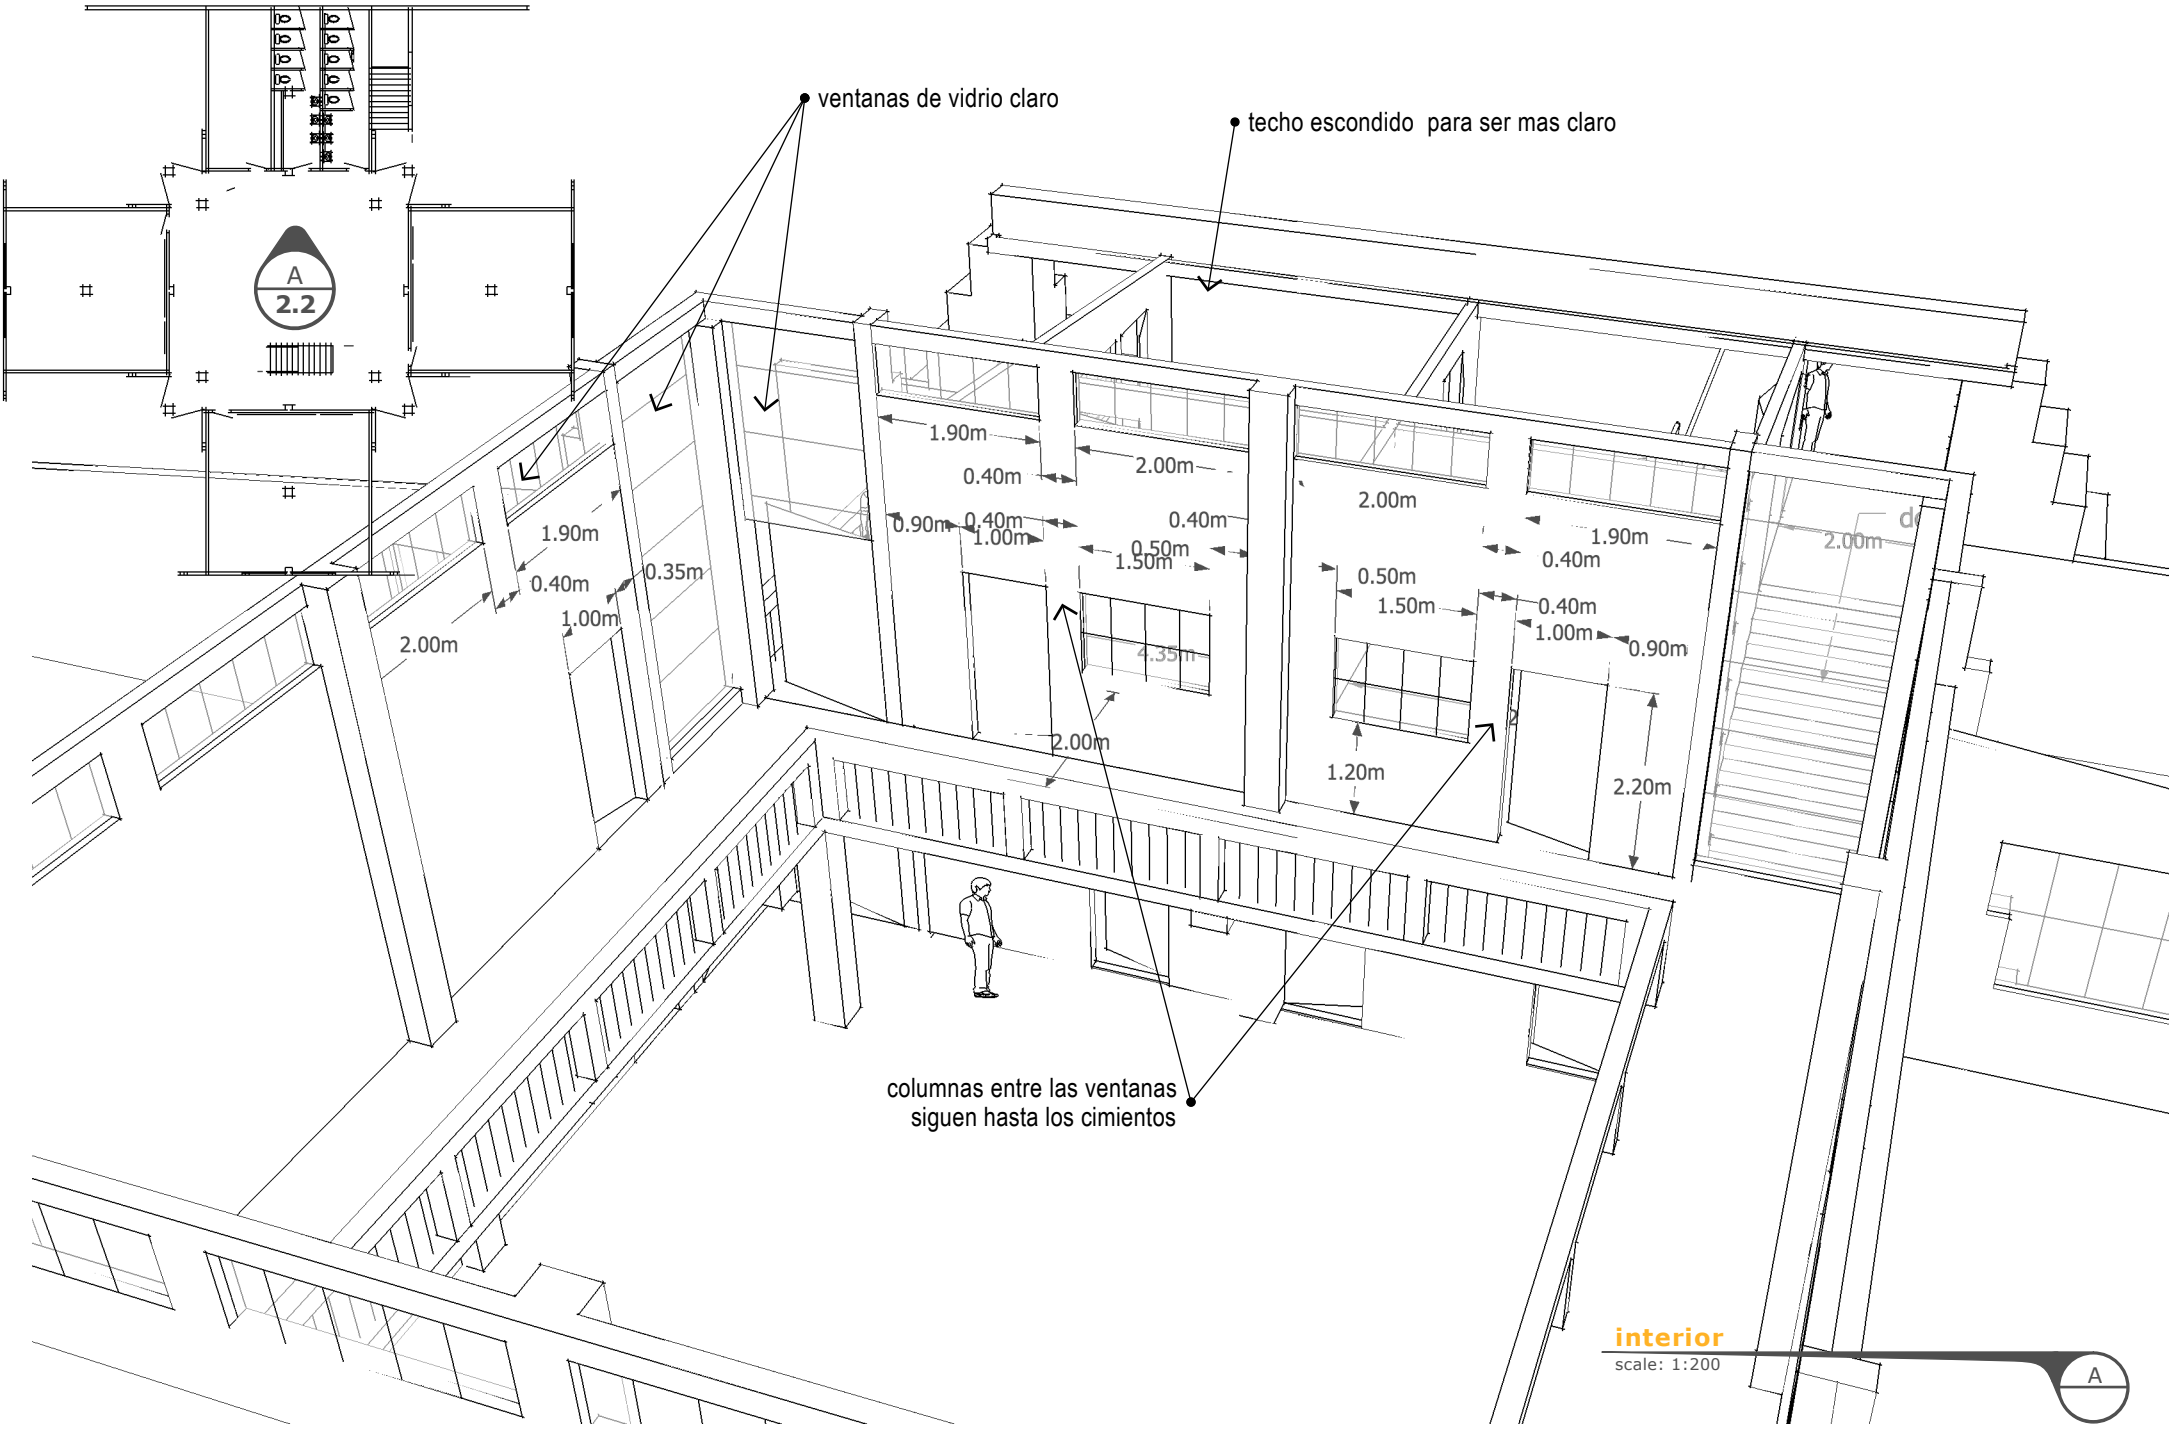 ventanas de vidrio claro
techo escondido  para ser mas claro
A
2.2
1.90m
0.40m
2.00m
1.00m
0.35m
1.90m
0.40m
2.00m
0.90m
0.40m
1.00m
0.40m
0.50m
1.50m
4.35m
2.00m
2.00m
1.90m
0.40m
0.50m
1.50m
0.40m
1.00m
0.90m
2.00m
1.20m
2.20m
columnas entre las ventanas
siguen hasta los cimientos
interior
scale: 1:200
A